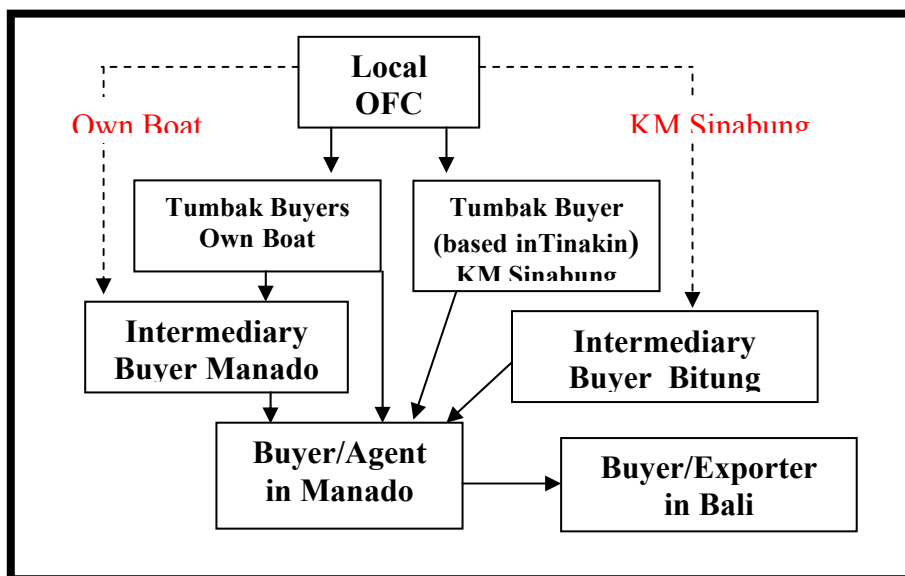 Local
OFC
Own Boat
KM Sinabung
Tumbak Buyers
Own Boat
Tumbak Buyer
(based inTinakin)
KM Sinabung
Intermediary
Buyer Manado
Intermediary
Buyer Bitung
Buyer/Agent
in Manado
Buyer/Exporter
in Bali